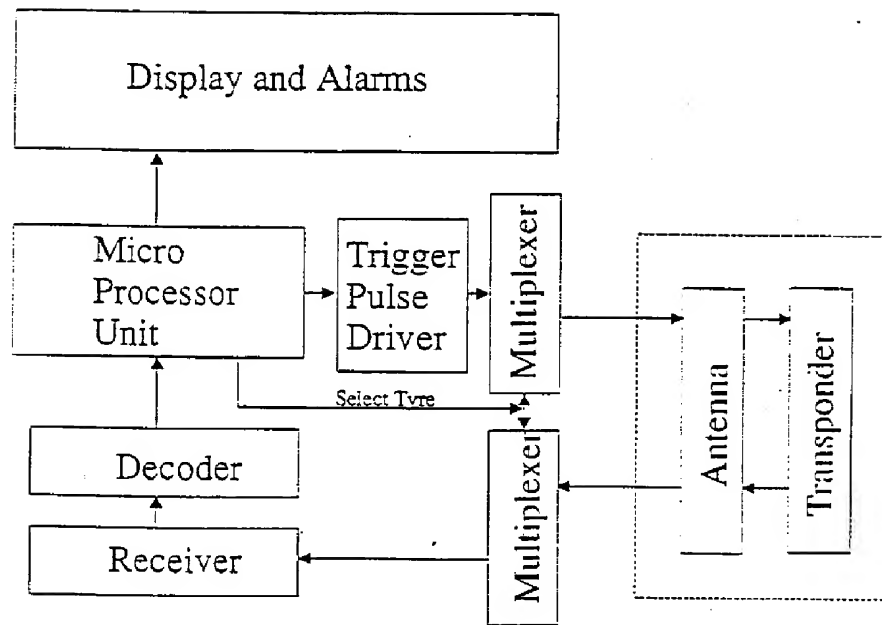 Display and Alarms
Micro
Processor
Unit
Trigger
Pulse
Driver
Multiplexer
Select Tyre
Decoder
Receiver
Multiplexer
Antenna
Transponder